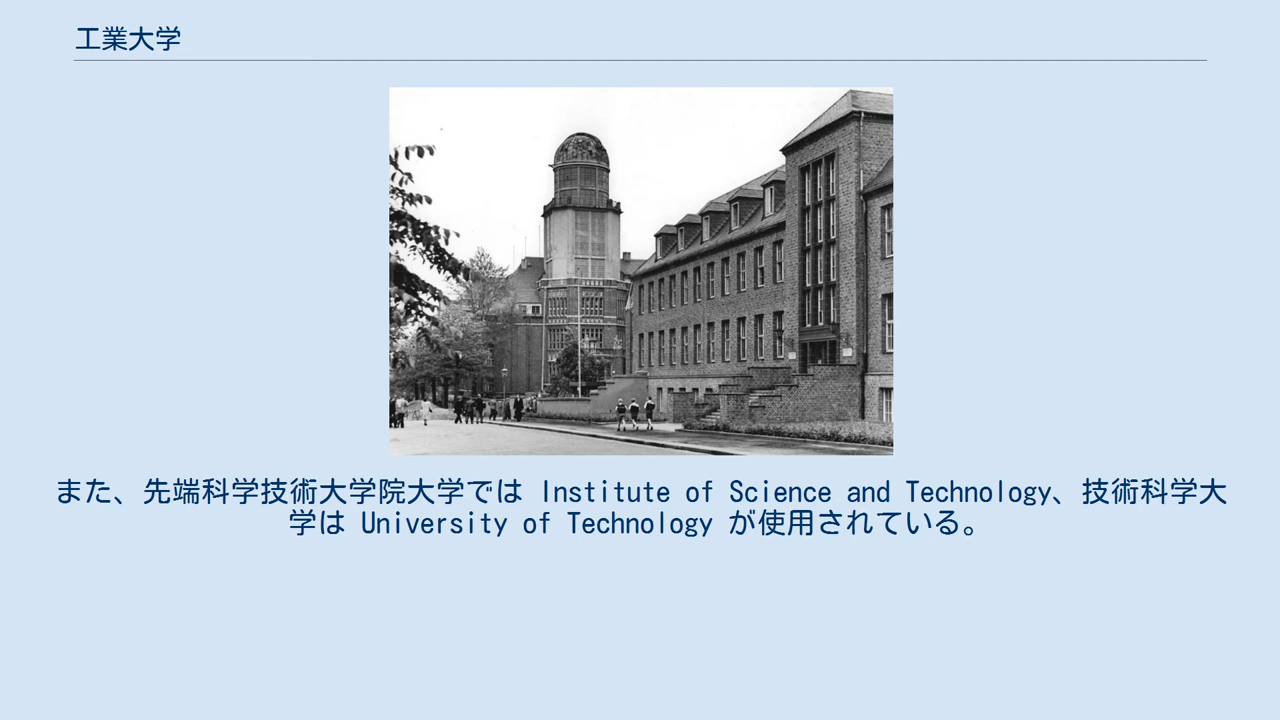 工業大学
また、先端科学技術大学院大学では Institute of Science and Technology、技術科学大
学は University of Technology が使用されている。